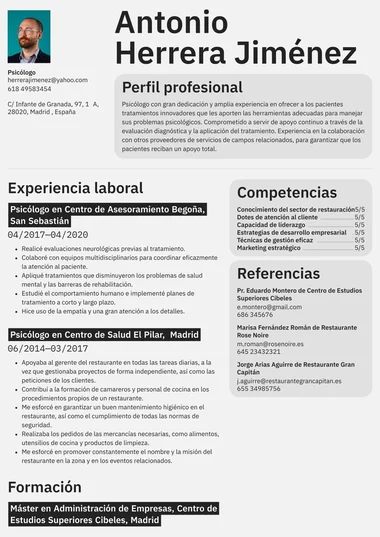 Antonio
Herrera Jiménez
Psicólogo
herrerajimenez@yahoo.com
618 49583454
C/ Infante de Granada, 97, 1 A,
28020, Madrid , España
Perfil profesional
Psicólogo con gran dedicación y amplia experiencia en ofrecer a los pacientes
tratamientos innovadores que les aporten las herramientas adecuadas para manejar
sus problemas psicológicos. Comprometido a servir de apoyo continuo a través de la
evaluación diagnóstica y la aplicación del tratamiento. Experiencia en la colaboración
con otros proveedores de servicios de campos relacionados, para garantizar que los
pacientes reciban un apoyo total.
Experiencia laboral
Psicólogo en Centro de Asesoramiento Begoña,
San Sebastián
04/2017—04/2020
• Realicé evaluaciones neurológicas previas al tratamiento.
• Colaboré con equipos multidisciplinarios para coordinar eficazmente
la atención al paciente.
• Apliqué tratamientos que disminuyeron los problemas de salud
mental y las barreras de rehabilitación.
• Estudié el comportamiento humano e implementé planes de
tratamiento a corto y largo plazo.
• Hice uso de la empatía y una gran atención a los detalles.
Psicólogo en Centro de Salud El Pilar, Madrid
06/2014—03/2017
• Apoyaba al gerente del restaurante en todas las tareas diarias, a la
vez que gestionaba proyectos de forma independiente, así como las
peticiones de los clientes.
• Contribuí a la formación de camareros y personal de cocina en los
procedimientos propios de un restaurante.
• Me esforcé en garantizar un buen mantenimiento higiénico en el
restaurante, así como el cumplimiento de todas las normas de
seguridad.
• Realizaba los pedidos de las mercancías necesarias, como alimentos,
utensilios de cocina y productos de limpieza.
• Me esforcé en promover constantemente el nombre y la misión del
restaurante en la zona y en los eventos relacionados.
Formación
Máster en Administración de Empresas, Centro de
Estudios Superiores Cibeles, Madrid
Competencias
Conocimiento del sector de restauración 5/5
Dotes de atención al cliente 5/5
Capacidad de liderazgo 5/5
Estrategias de desarrollo empresarial 5/5
Técnicas de gestión eficaz 5/5
Marketing estratégico 5/5
Referencias
Pr. Eduardo Montero de Centro de Estudios
Superiores Cibeles
e.montero@gmail.com
686 345676
Marisa Fernández Román de Restaurante
Rose Noire
m.roman@rosenoire.es
645 23432321
Jorge Arias Aguirre de Restaurante Gran
Capitán
j.aguirre@restaurantegrancapitan.es
655 34985756